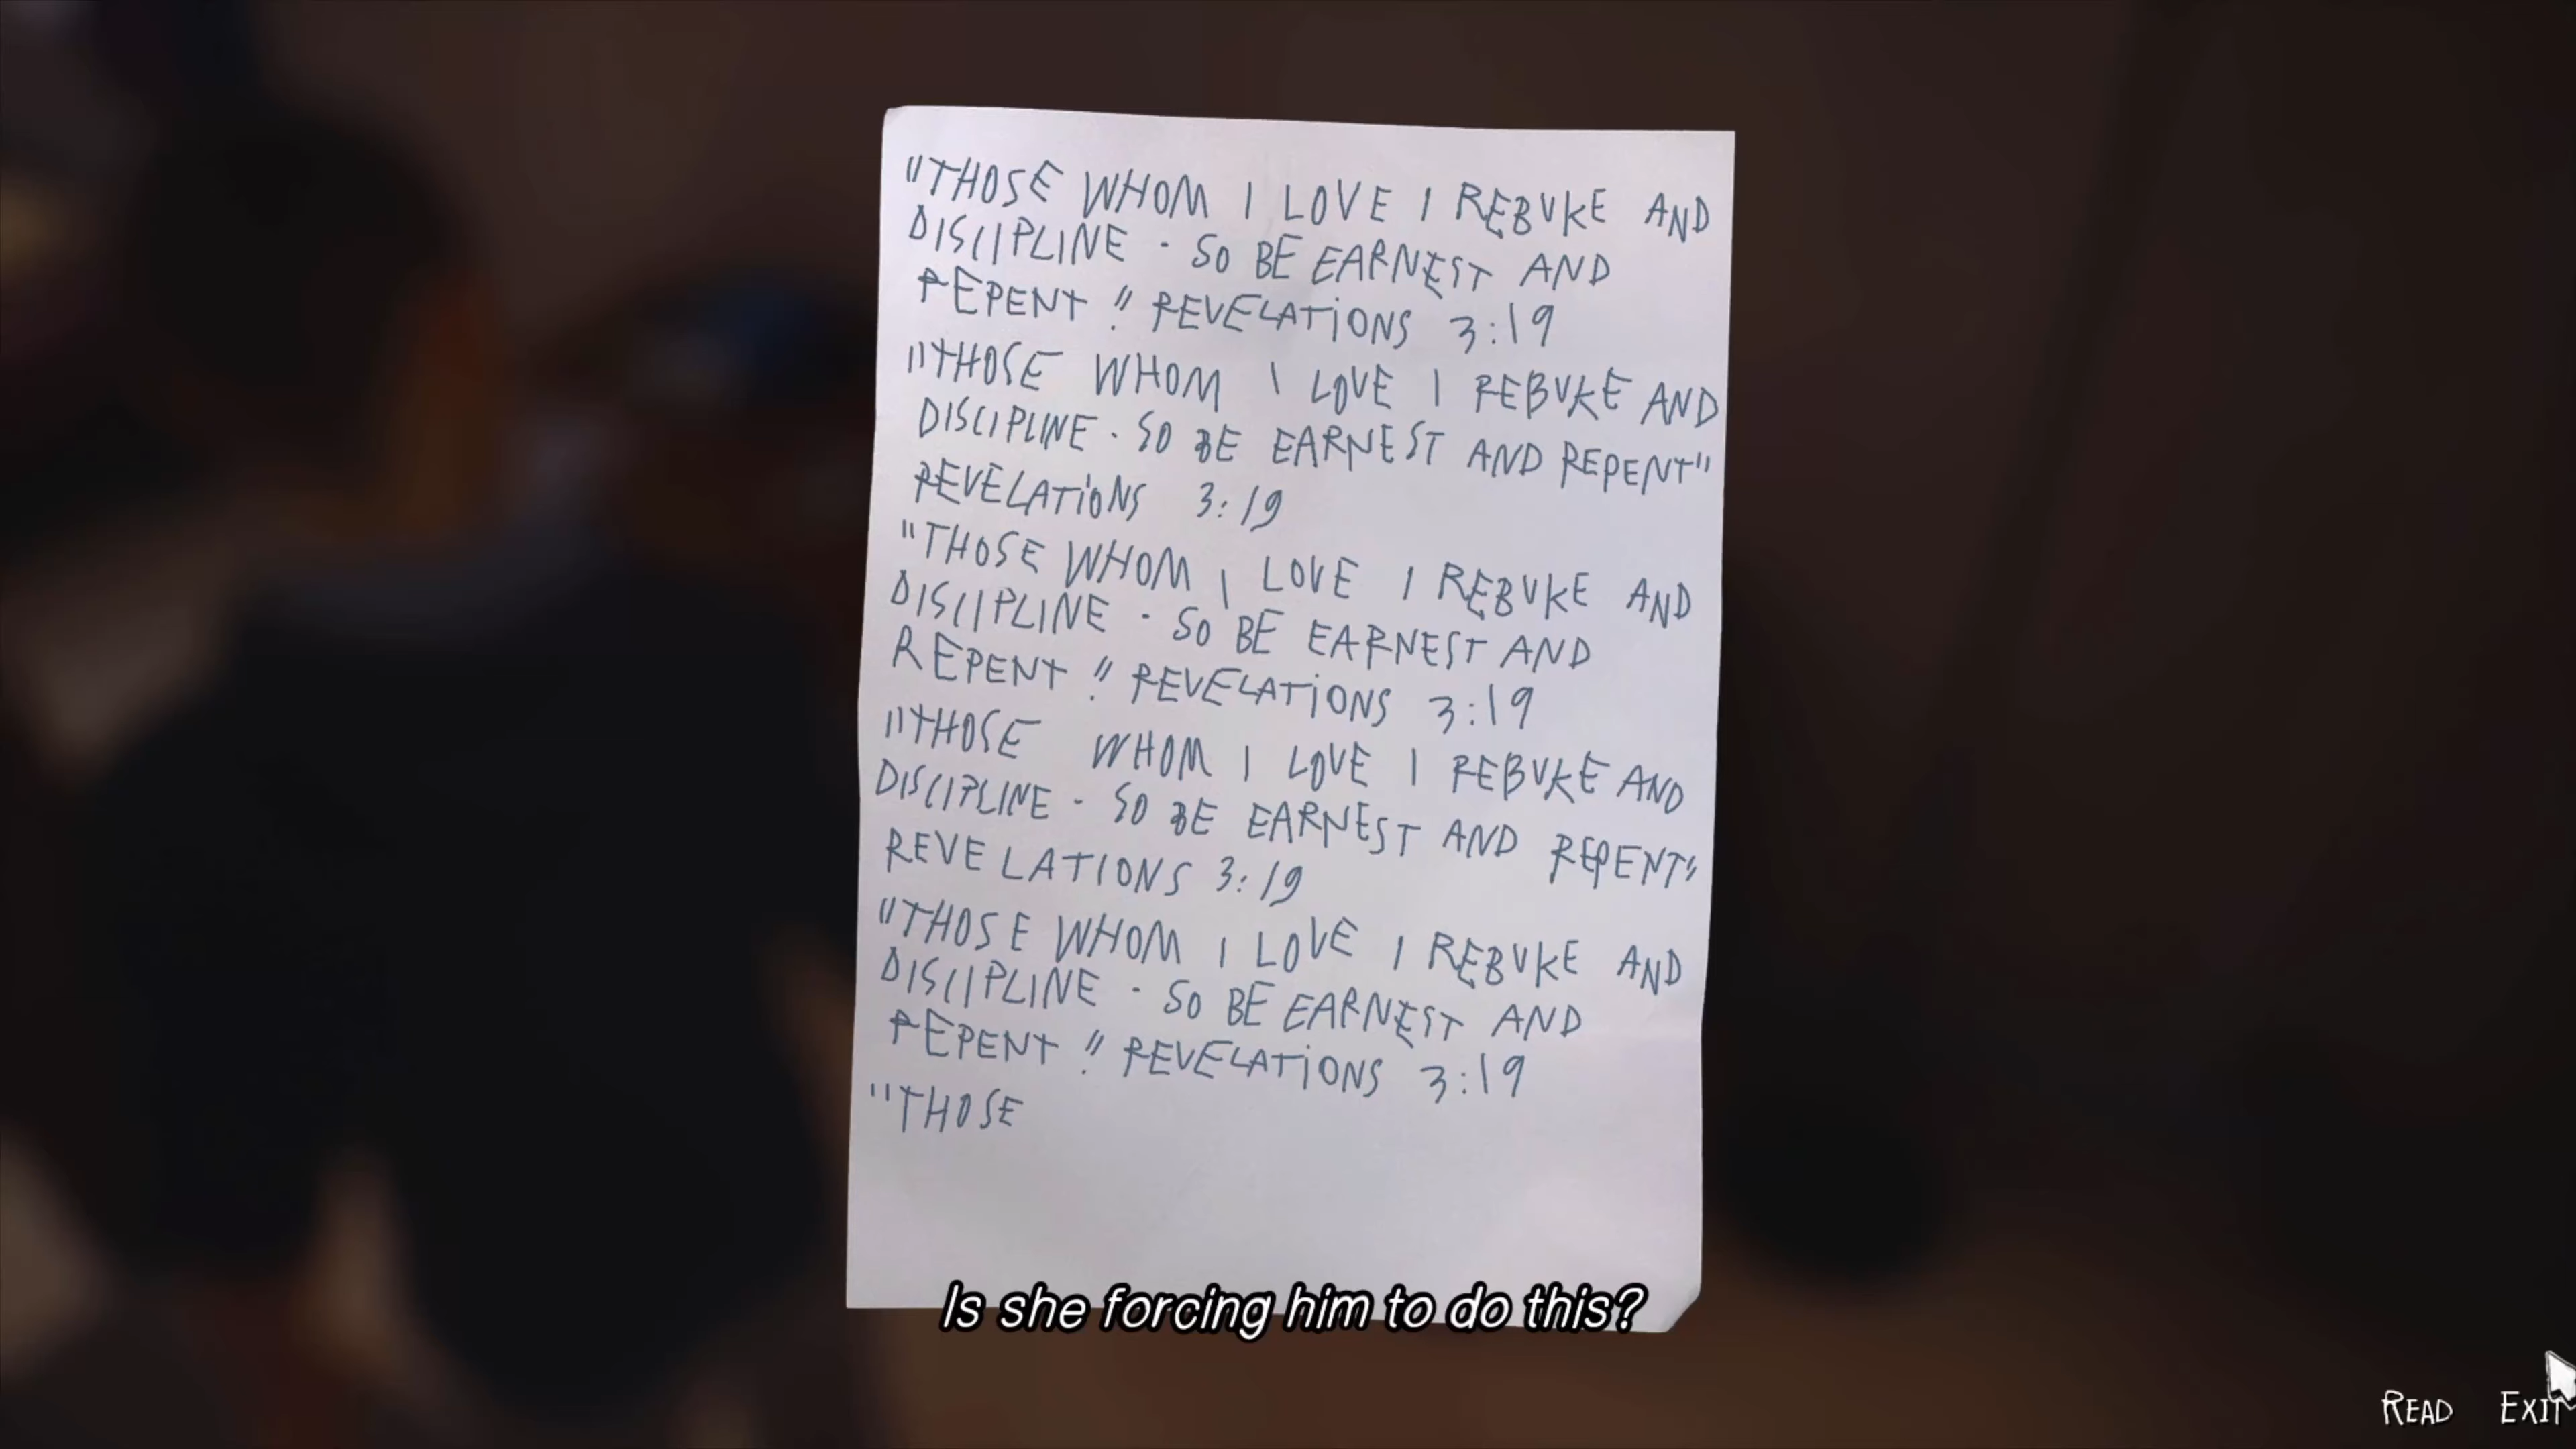 "THOSE WHOM I LOVE I REBUKE AND
DISCIPLINE - SO BE EARNEST AND
REPENT!" REVELATIONS 3:19
"THOSE WHOM I LOVE I REBUKE AND
DISCIPLINE - SO BE EARNEST AND REPENT"
REVELATIONS 3:19
"THOSE WHOM I LOVE I REBUKE AND
DISCIPLINE - SO BE EARNEST AND
REPENT!" REVELATIONS 3:19
"THOSE WHOM I LOVE I REBUKE AND
DISCIPLINE - SO BE EARNEST AND REPENT"
REVELATIONS 3:19
"THOSE WHOM I LOVE I REBUKE AND
DISCIPLINE - SO BE EARNEST AND
REPENT!" REVELATIONS 3:19
"THOSE
Is she forcing him to do this?
READ EXIT